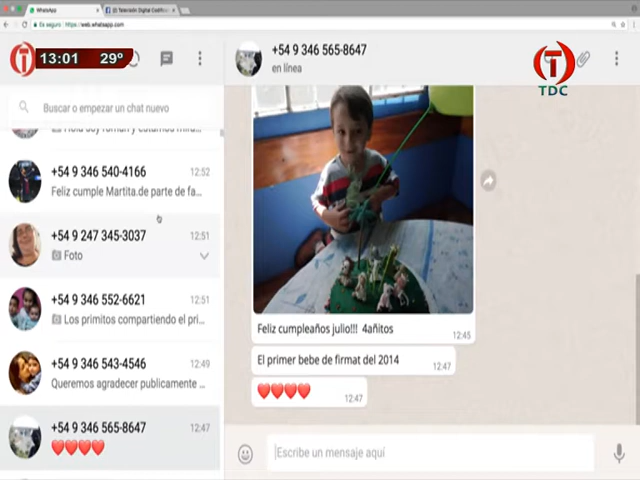 WhatsApp
(1) Televisión Digital Codific
Es seguro
https://web.whatsapp.com
13:01 29º
+54 9 346 565-8647
en línea
TDC
Buscar o empezar un chat nuevo
+54 9 346 540-4166 12:52
Feliz cumple Martita.de parte de fa...
+54 9 247 345-3037 12:51
Foto
+54 9 346 552-6621 12:51
Los primitos compartiendo el pri...
+54 9 346 543-4546 12:49
Queremos agradecer publicamente ...
+54 9 346 565-8647 12:47
❤❤❤❤
Feliz cumpleaños julio!!! 4añitos
12:45
El primer bebe de firmat del 2014
12:47
❤❤❤❤
12:47
Escribe un mensaje aquí